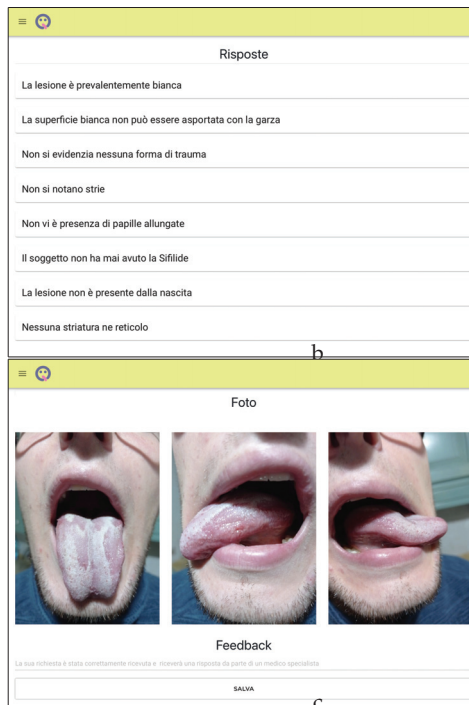 Risposte
La lesione è prevalentemente bianca
La superficie bianca non può essere asportata con la garza
Non si evidenzia nessuna forma di trauma
Non si notano strie
Non vi è presenza di papille allungate
Il soggetto non ha mai avuto la Sifilide
La lesione non è presente dalla nascita
Nessuna striatura ne reticolo
b
Foto
Feedback
La sua richiesta è stata correttamente ricevuta e riceverà una risposta da parte di un medico specialista
SALVA
c